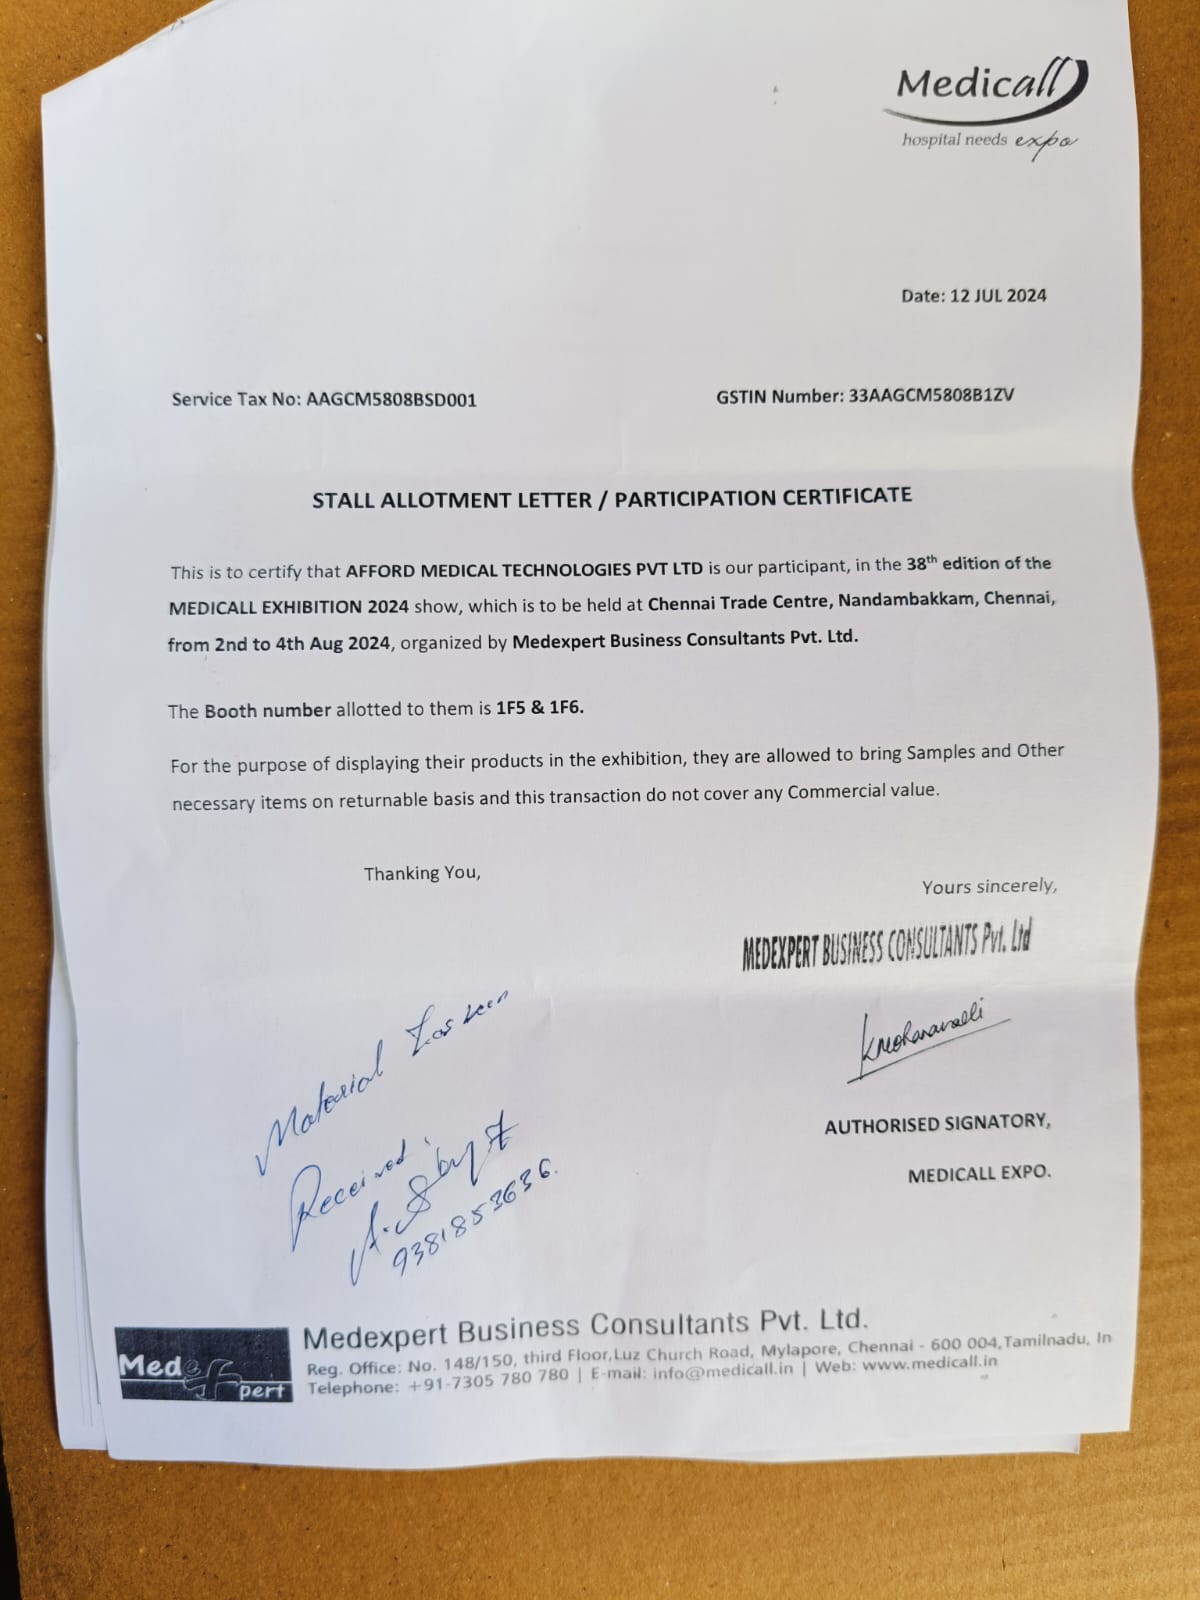 Medicall
hospital needs expo
Date: 12 JUL 2024
Service Tax No: AAGCM5808BSD001
GSTIN Number: 33AAGCM5808B1ZV
STALL ALLOTMENT LETTER / PARTICIPATION CERTIFICATE
This is to certify that AFFORD MEDICAL TECHNOLOGIES PVT LTD is our participant, in the 38th edition of the
MEDICALL EXHIBITION 2024 show, which is to be held at Chennai Trade Centre, Nandambakkam, Chennai,
from 2nd to 4th Aug 2024, organized by Medexpert Business Consultants Pvt. Ltd.
The Booth number allotted to them is 1F5 & 1F6.
For the purpose of displaying their products in the exhibition, they are allowed to bring Samples and Other
necessary items on returnable basis and this transaction do not cover any Commercial value.
Thanking You,
Yours sincerely,
MEDEXPERT BUSINESS CONSULTANTS Pvt. Ltd
AUTHORISED SIGNATORY,
MEDICALL EXPO.
Material has been
Received.
9381853636.
Medexpert
Medexpert Business Consultants Pvt. Ltd.
Reg. Office: No. 148/150, third Floor,Luz Church Road, Mylapore, Chennai - 600 004,Tamilnadu, In
Telephone: +91-7305 780 780 | E-mail: info@medicall.in | Web: www.medicall.in